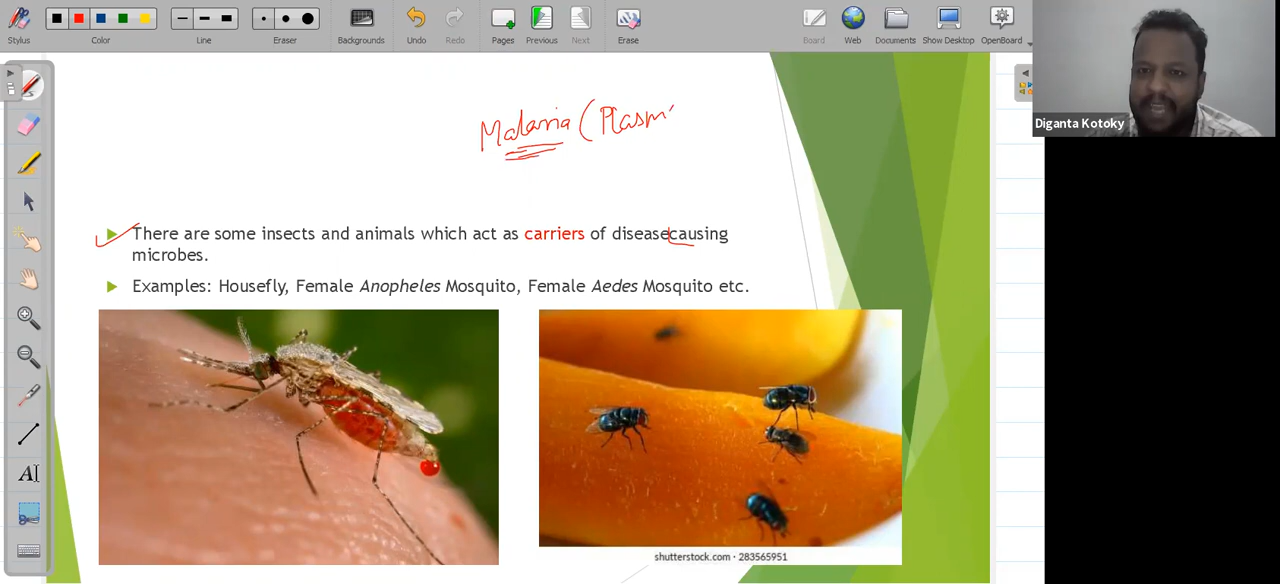 Stylus
Color
Line
Eraser
Backgrounds
Undo
Redo
Pages
Previous
Next
Erase
Board
Web
Documents
Show Desktop
OpenBoard
Diganta Kotoky
Malaria (Plasm
There are some insects and animals which act as carriers of diseasecausing
microbes.
Examples: Housefly, Female Anopheles Mosquito, Female Aedes Mosquito etc.
A
shutterstock.com · 283565951